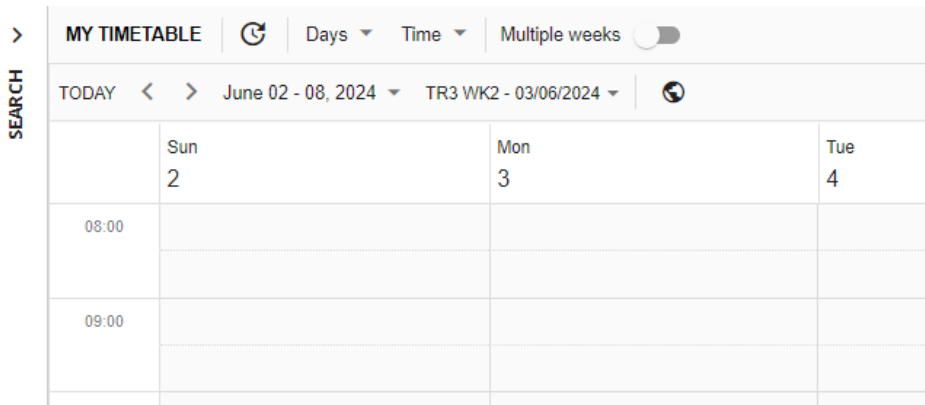 MY TIMETABLE Days Time Multiple weeks
SEARCH
TODAY June 02 - 08, 2024 TR3 WK2 - 03/06/2024
Sun Mon Tue
2 3 4
08:00
09:00